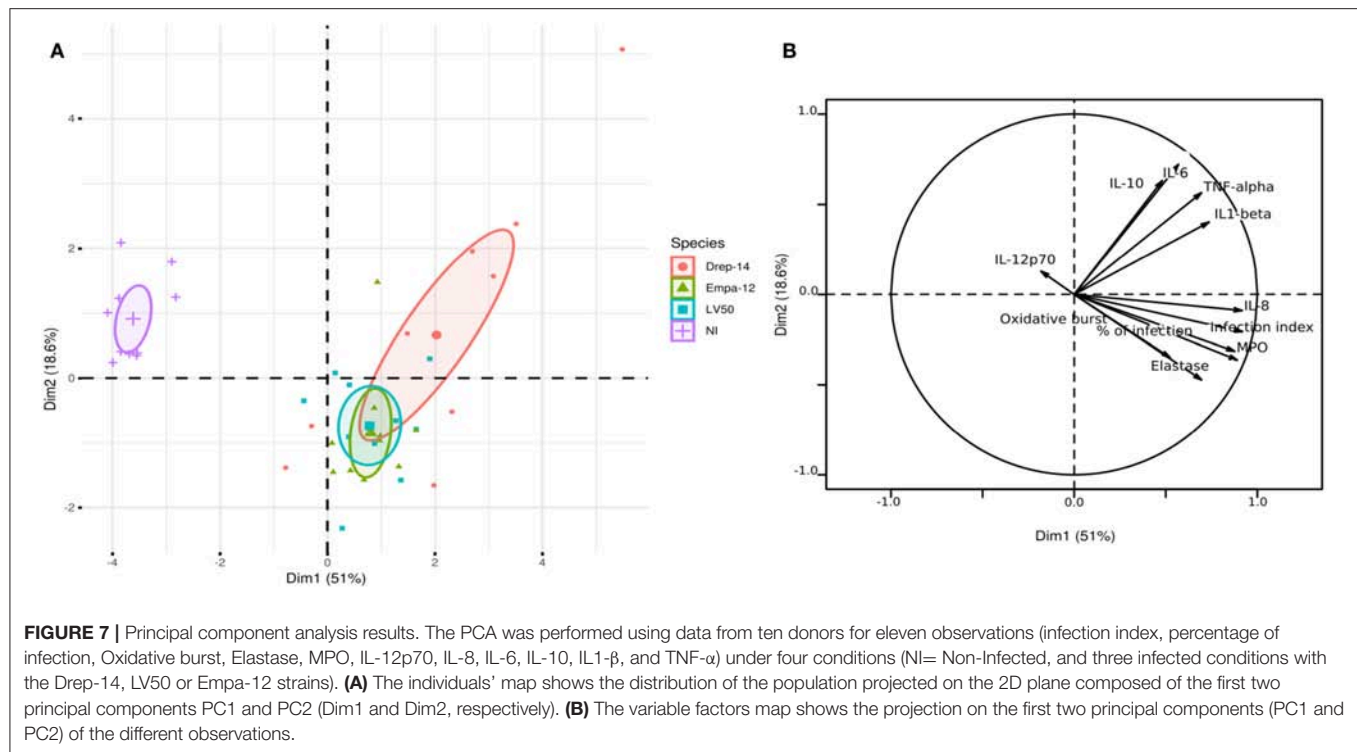 A
4
2
0
-2
-4
-2
0
2
4
Dim2 (18.6%)
Dim1 (51%)
Species
Drep-14
Empa-12
LV50
NI
B
1.0
0.0
-1.0
-1.0
0.0
1.0
Dim2 (18.6%)
Dim1 (51%)
IL-6
IL-10
TNF-alpha
IL1-beta
IL-12p70
IL-8
Oxidative burst
% of infection
Infection index
MPO
Elastase
FIGURE 7 | Principal component analysis results. The PCA was performed using data from ten donors for eleven observations (infection index, percentage of
infection, Oxidative burst, Elastase, MPO, IL-12p70, IL-8, IL-6, IL-10, IL1-β, and TNF-α) under four conditions (NI= Non-Infected, and three infected conditions with
the Drep-14, LV50 or Empa-12 strains). (A) The individuals' map shows the distribution of the population projected on the 2D plane composed of the first two
principal components PC1 and PC2 (Dim1 and Dim2, respectively). (B) The variable factors map shows the projection on the first two principal components (PC1 and
PC2) of the different observations.